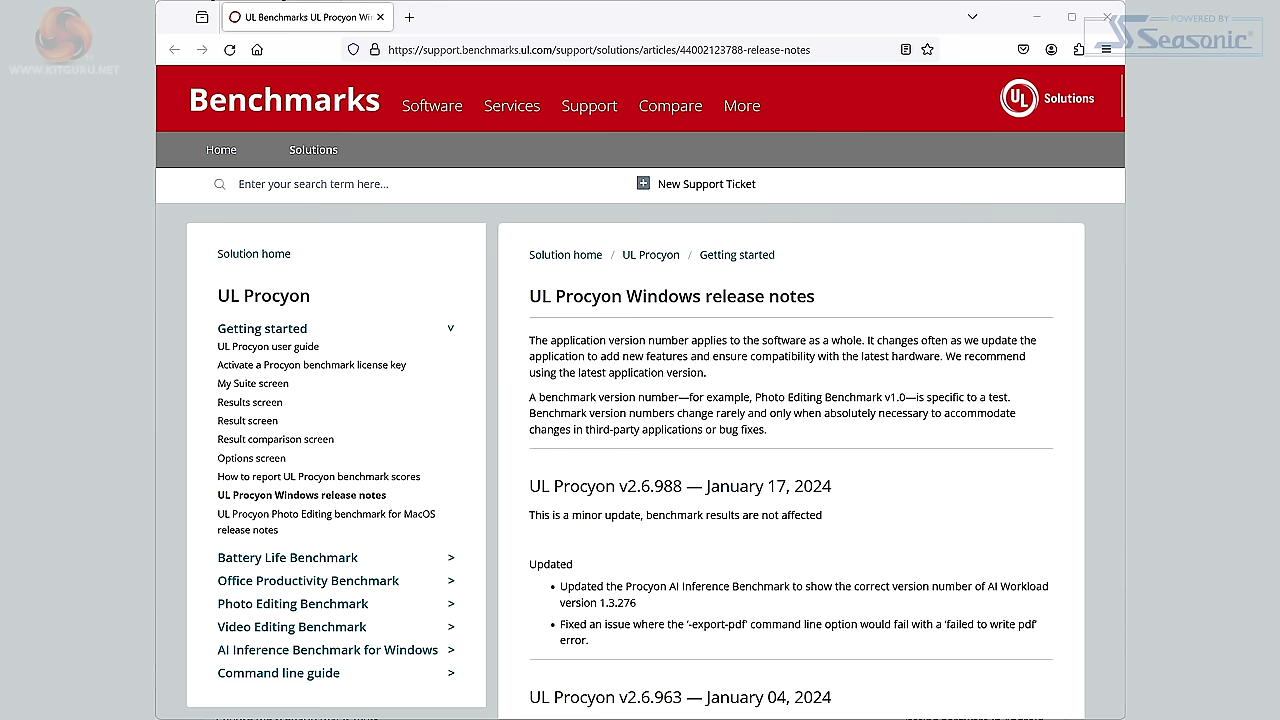 UL Benchmarks UL Procyon Win
POWERED BY
Seasonic
WWW.KITGURU.NET
https://support.benchmarks.ul.com/support/solutions/articles/44002123788-release-notes
Benchmarks Software Services Support Compare More UL Solutions
Home Solutions
Enter your search term here... New Support Ticket
Solution home
UL Procyon
Getting started
UL Procyon user guide
Activate a Procyon benchmark license key
My Suite screen
Results screen
Result screen
Result comparison screen
Options screen
How to report UL Procyon benchmark scores
UL Procyon Windows release notes
UL Procyon Photo Editing benchmark for MacOS
release notes
Battery Life Benchmark >
Office Productivity Benchmark >
Photo Editing Benchmark >
Video Editing Benchmark >
AI Inference Benchmark for Windows >
Command line guide >
Solution home / UL Procyon / Getting started
UL Procyon Windows release notes
The application version number applies to the software as a whole. It changes often as we update the
application to add new features and ensure compatibility with the latest hardware. We recommend
using the latest application version.
A benchmark version number—for example, Photo Editing Benchmark v1.0—is specific to a test.
Benchmark version numbers change rarely and only when absolutely necessary to accommodate
changes in third-party applications or bug fixes.
UL Procyon v2.6.988 — January 17, 2024
This is a minor update, benchmark results are not affected
Updated
• Updated the Procyon AI Inference Benchmark to show the correct version number of AI Workload
version 1.3.276
• Fixed an issue where the '-export-pdf' command line option would fail with a 'failed to write pdf'
error.
UL Procyon v2.6.963 — January 04, 2024